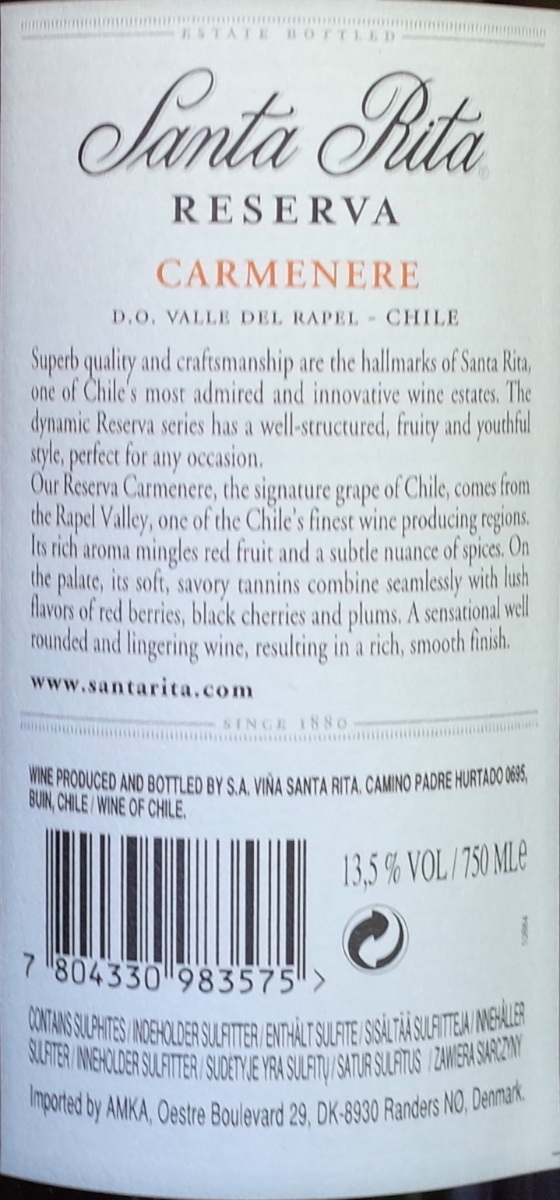 ESTATE BOTTLED
Santa Rita®
RESERVA
CARMENERE
D.O. VALLE DEL RAPEL - CHILE
Superb quality and craftsmanship are the hallmarks of Santa Rita,
one of Chile's most admired and innovative wine estates. The
dynamic Reserva series has a well-structured, fruity and youthful
style, perfect for any occasion.
Our Reserva Carmenere, the signature grape of Chile, comes from
the Rapel Valley, one of the Chile's finest wine producing regions.
Its rich aroma mingles red fruit and a subtle nuance of spices. On
the palate, its soft, savory tannins combine seamlessly with lush
flavors of red berries, black cherries and plums. A sensational well
rounded and lingering wine, resulting in a rich, smooth finish.
www.santarita.com
SINCE 1880
WINE PRODUCED AND BOTTLED BY S.A. VIÑA SANTA RITA, CAMINO PADRE HURTADO 0695,
BUIN, CHILE / WINE OF CHILE.
13,5 % VOL / 750 MLe
7 804330 983575 >
CONTAINS SULPHITES / INDEHOLDER SULFITTER / ENTHÄLT SULFITE / SISÄLTÄÄ SULFIITTEJA / INNEHÅLLER
SULFITER / INNEHOLDER SULFITTER / SUDETYJE YRA SULFITŲ / SATUR SULFITUS / ZAWIERA SIARCZYNY
Imported by AMKA, Oestre Boulevard 29, DK-8930 Randers NØ, Denmark.